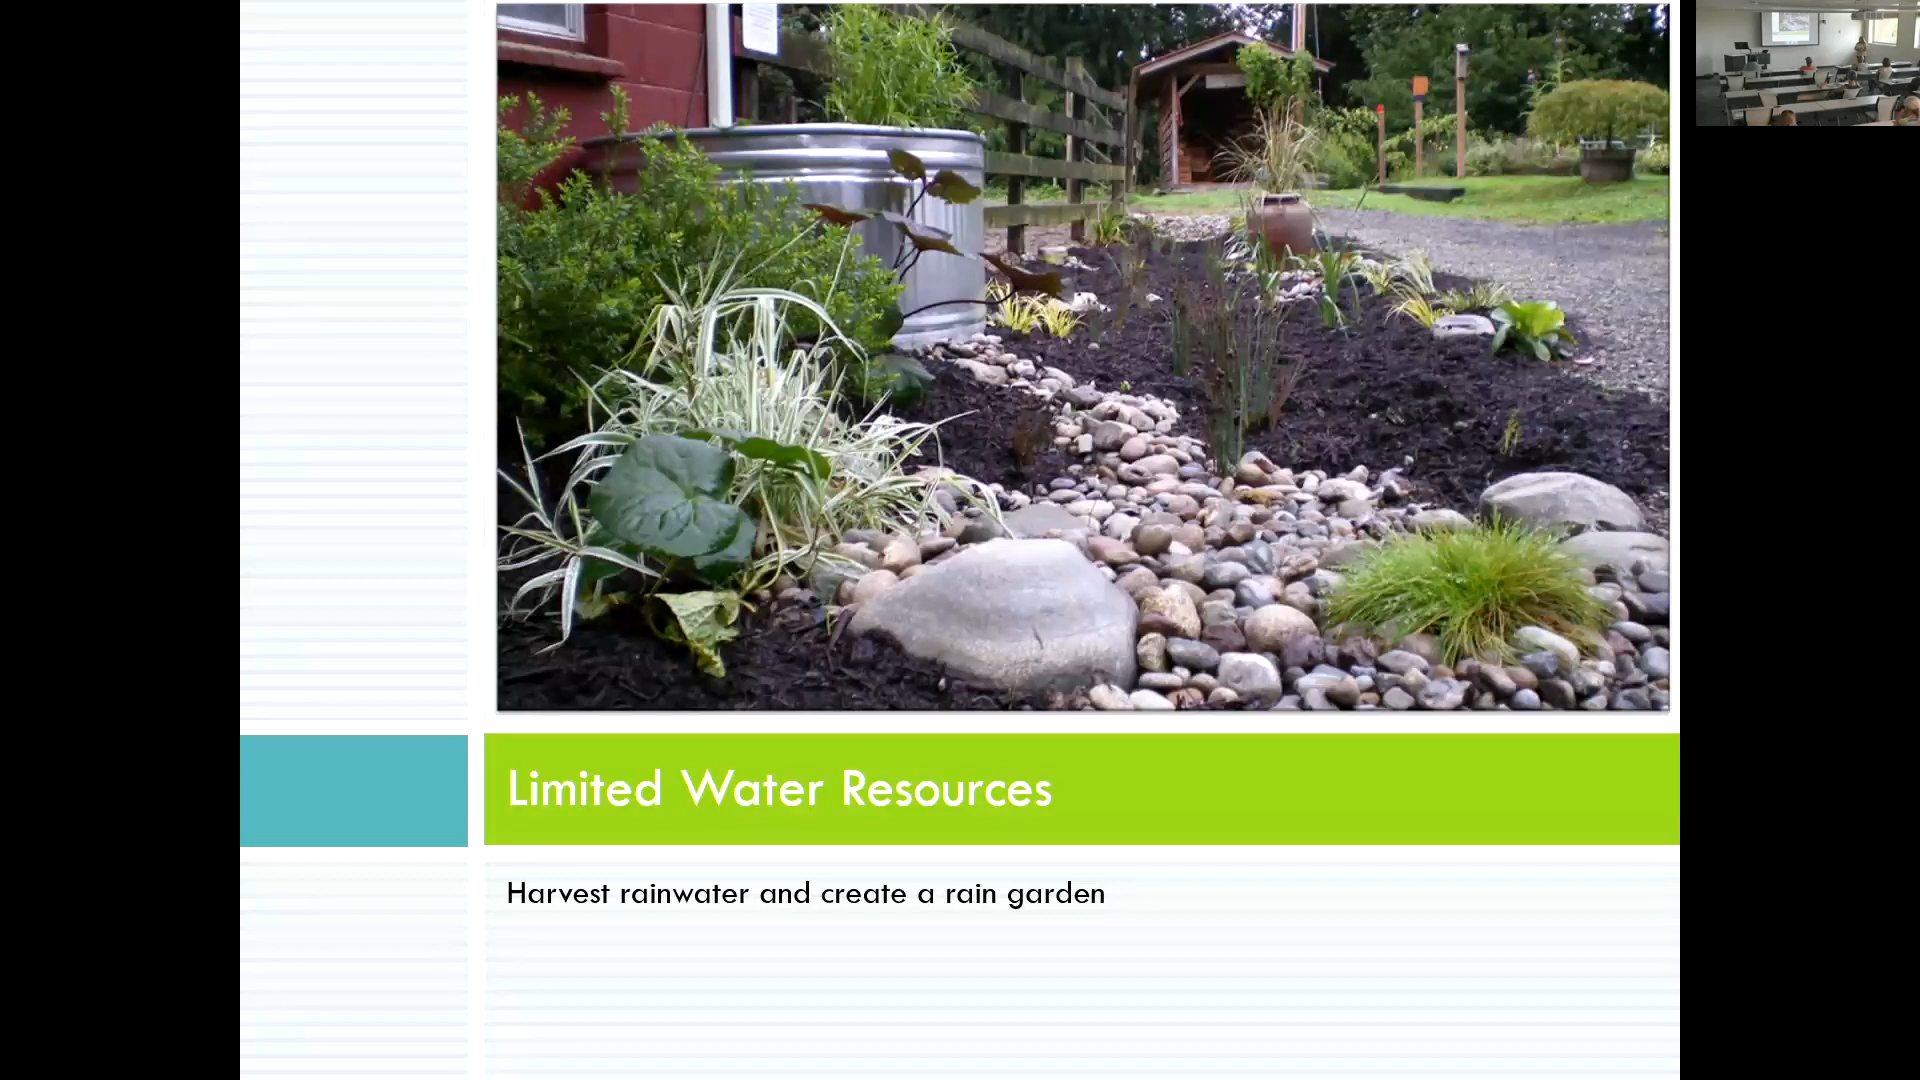 Limited Water Resources
Harvest rainwater and create a rain garden